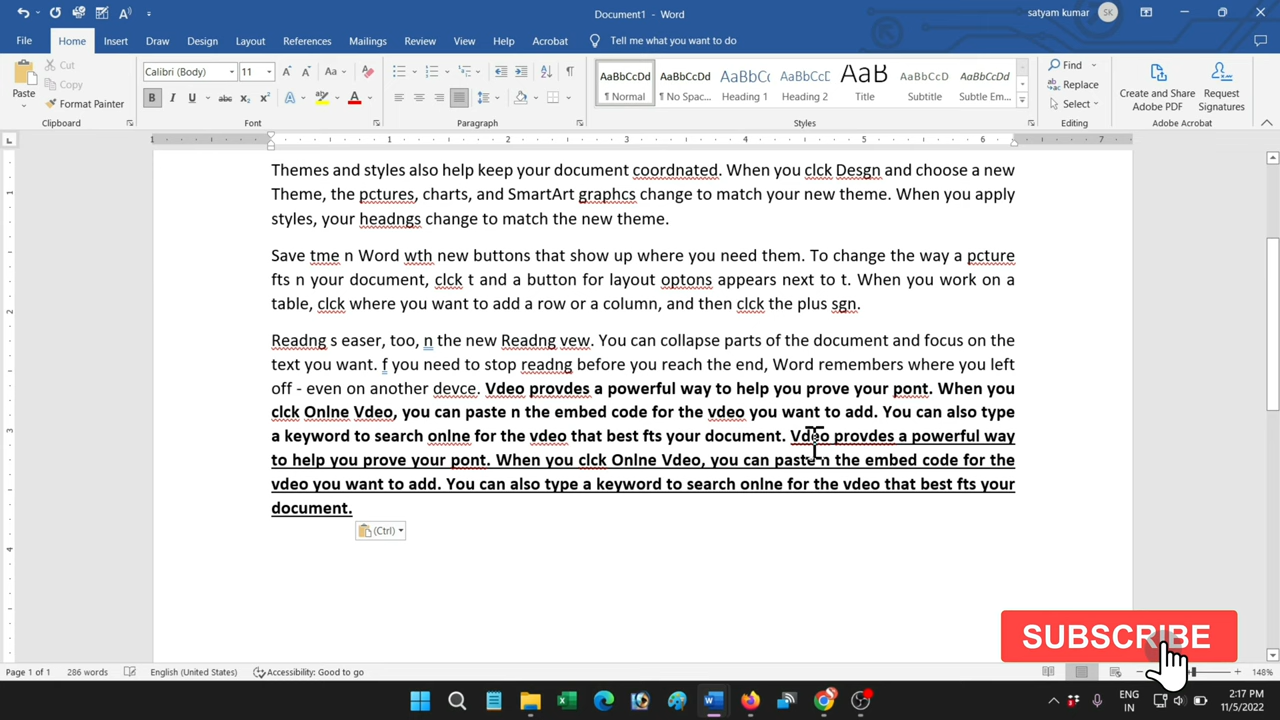 Document1 - Word
satyam kumar
SK
File Home Insert Draw Design Layout References Mailings Review View Help Acrobat Tell me what you want to do
Paste
Cut
Copy
Format Painter
Clipboard
Calibri (Body) 11
Font
Paragraph
AaBbCcDd AaBbCcDd AaBbCc AaBbCcD AaB AaBbCcD AaBbCcDd
¶ Normal ¶ No Spac... Heading 1 Heading 2 Title Subtitle Subtle Em...
Styles
Find
Replace
Select
Editing
Create and Share
Adobe PDF
Request
Signatures
Adobe Acrobat
1 1 2 3 4 5 6 7
Themes and styles also help keep your document coordnated. When you clck Desgn and choose a new
Theme, the pctures, charts, and SmartArt graphcs change to match your new theme. When you apply
styles, your headngs change to match the new theme.
Save tme n Word wth new buttons that show up where you need them. To change the way a pcture
fts n your document, clck t and a button for layout optons appears next to t. When you work on a
table, clck where you want to add a row or a column, and then clck the plus sgn.
Readng s easer, too, n the new Readng vew. You can collapse parts of the document and focus on the
text you want. f you need to stop readng before you reach the end, Word remembers where you left
off - even on another devce. Vdeo provdes a powerful way to help you prove your pont. When you
clck Onlne Vdeo, you can paste n the embed code for the vdeo you want to add. You can also type
a keyword to search onlne for the vdeo that best fts your document. Vdeo provdes a powerful way
to help you prove your pont. When you clck Onlne Vdeo, you can paste n the embed code for the
vdeo you want to add. You can also type a keyword to search onlne for the vdeo that best fts your
document.
(Ctrl)
SUBSCRIBE
Page 1 of 1 286 words English (United States) Accessibility: Good to go 148%
ENG
IN
2:17 PM
11/5/2022